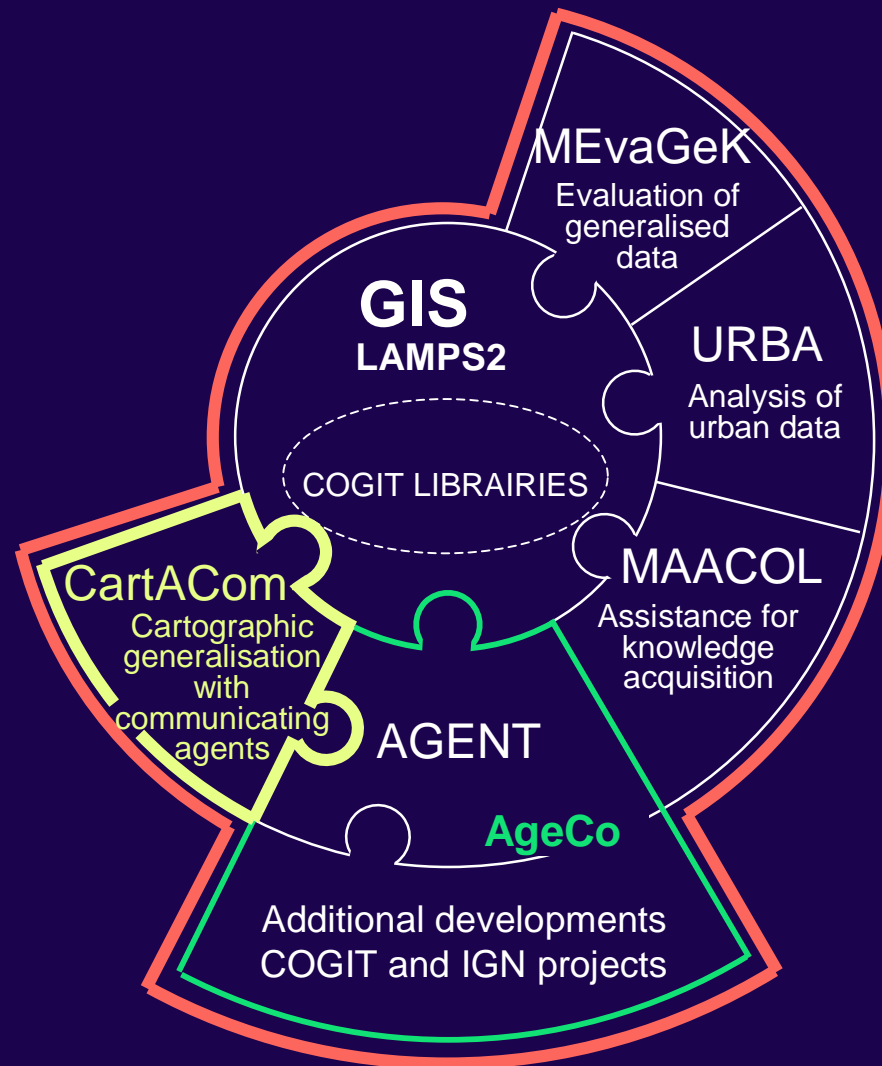 MEvaGeK
Evaluation of
generalised
data
GIS
LAMPS2
URBA
Analysis of
urban data
COGIT LIBRAIRIES
MAACOL
Assistance for
knowledge
acquisition
CartACom
Cartographic
generalisation
with
communicating
agents
AGENT
AgeCo
Additional developments
COGIT and IGN projects